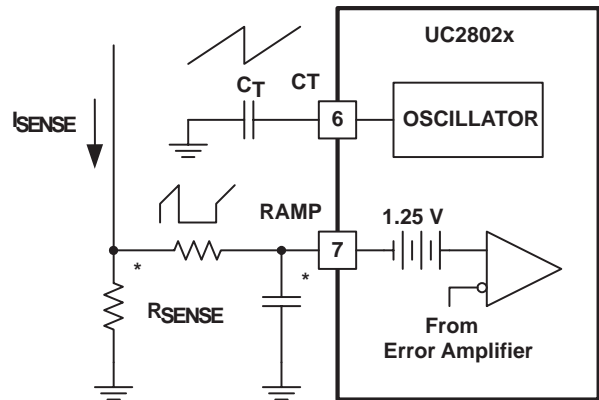 UC2802x
CT
CT
6
OSCILLATOR
ISENSE
RAMP
7
1.25 V
*
*
RSENSE
From
Error Amplifier